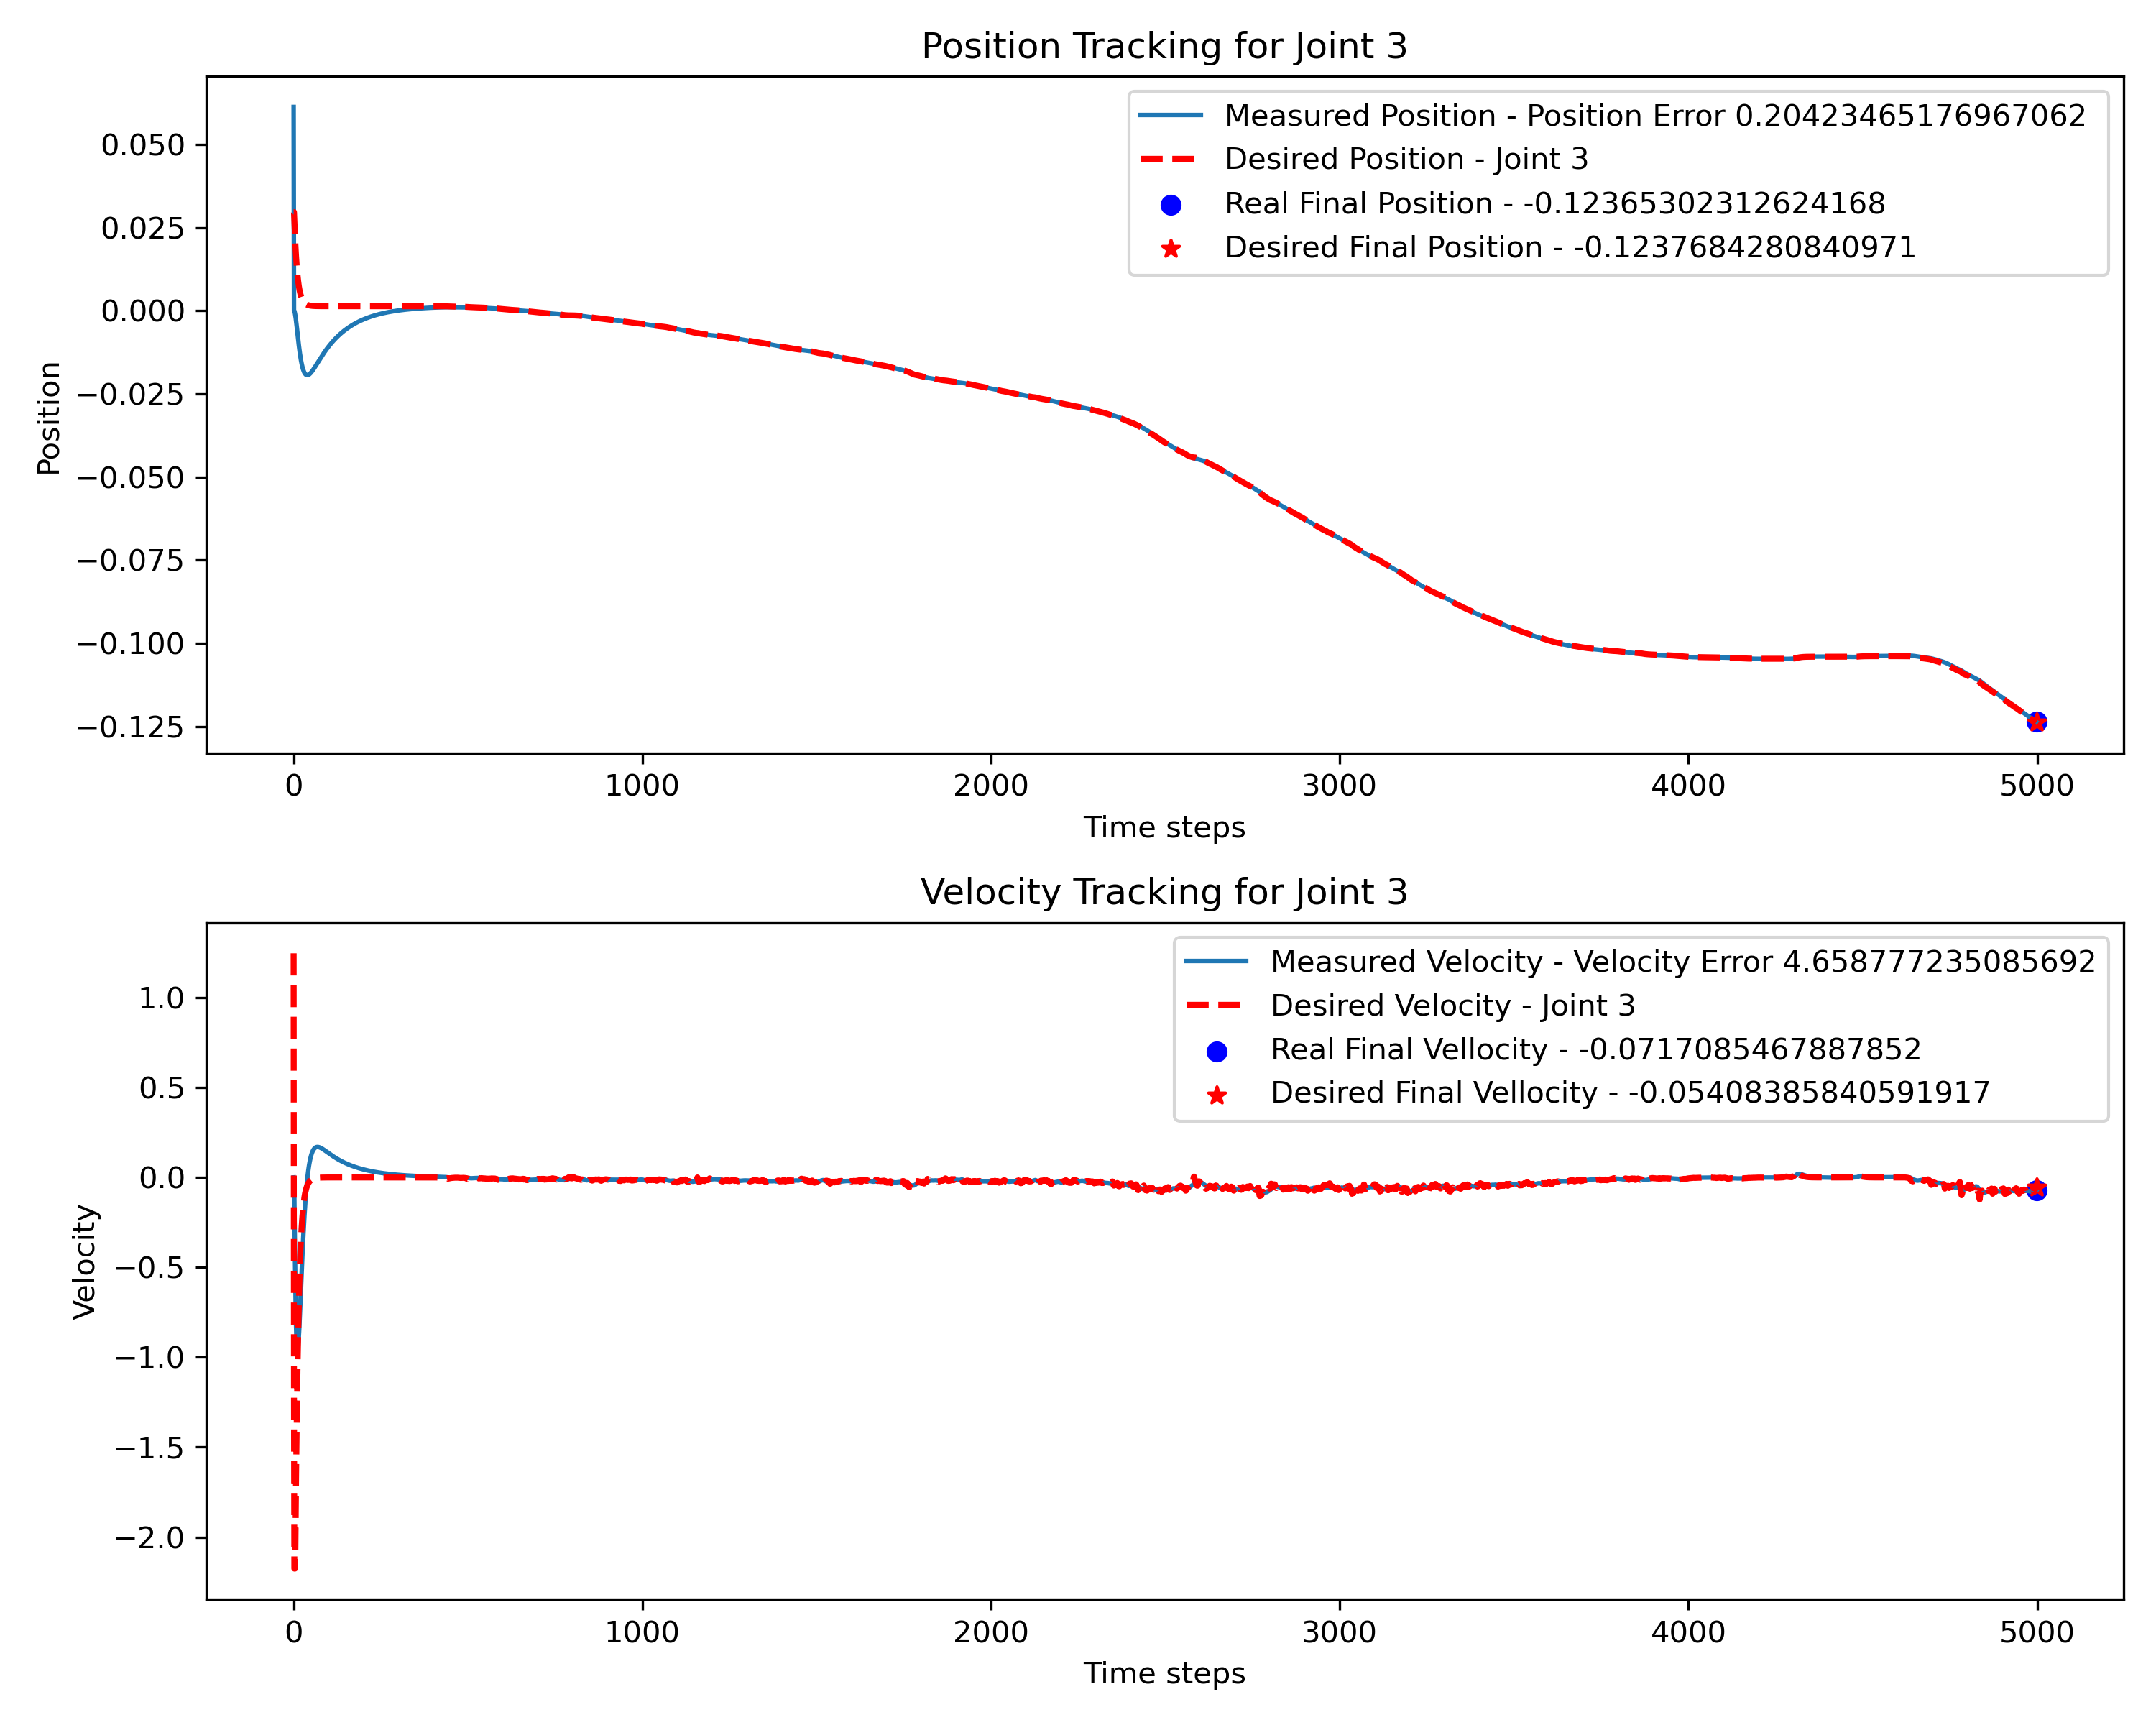 Position Tracking for Joint 3
Measured Position - Position Error 0.20423465176967062
Desired Position - Joint 3
Real Final Position - -0.12365302312624168
Desired Final Position - -0.1237684280840971
0.050
0.025
0.000
−0.025
−0.050
−0.075
−0.100
−0.125
Position
0 1000 2000 3000 4000 5000
Time steps
Velocity Tracking for Joint 3
Measured Velocity - Velocity Error 4.658777235085692
Desired Velocity - Joint 3
Real Final Vellocity - -0.0717085467887852
Desired Final Vellocity - -0.05408385840591917
1.0
0.5
0.0
−0.5
−1.0
−1.5
−2.0
Velocity
0 1000 2000 3000 4000 5000
Time steps